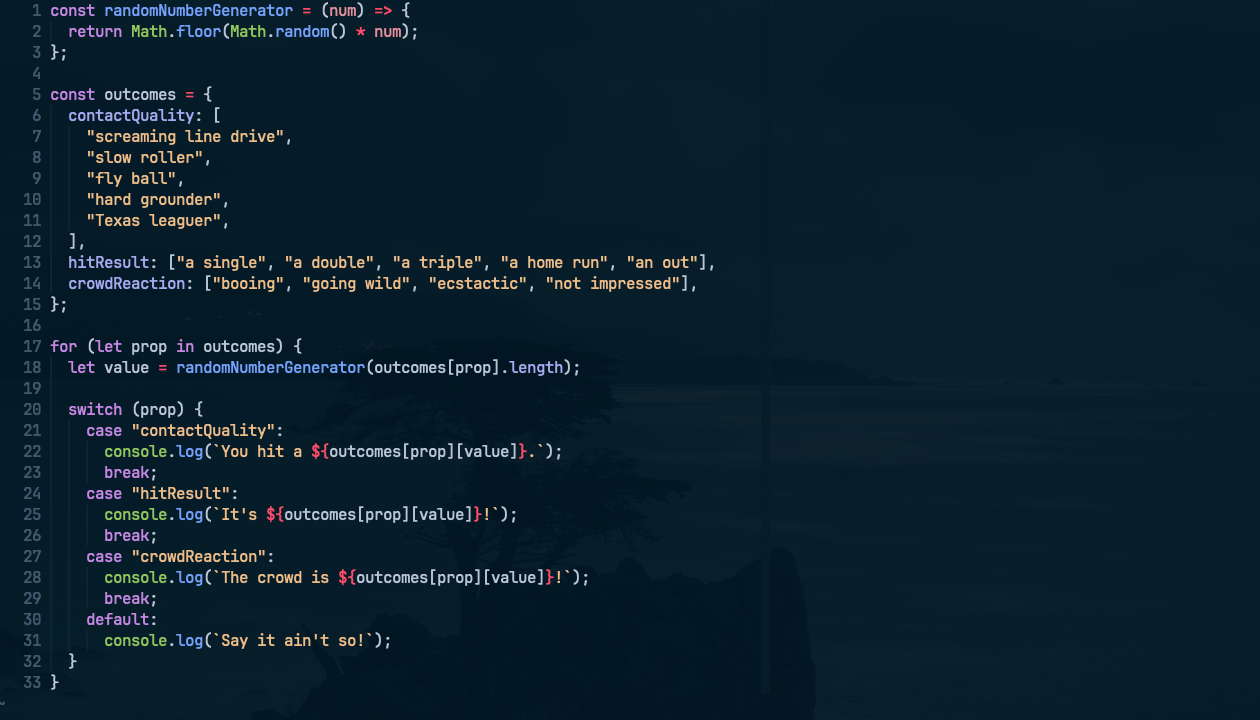 1 const randomNumberGenerator = (num) => {
2   return Math.floor(Math.random() * num);
3 };
4
5 const outcomes = {
6   contactQuality: [
7     "screaming line drive",
8     "slow roller",
9     "fly ball",
10     "hard grounder",
11     "Texas leaguer",
12   ],
13   hitResult: ["a single", "a double", "a triple", "a home run", "an out"],
14   crowdReaction: ["booing", "going wild", "ecstactic", "not impressed"],
15 };
16
17 for (let prop in outcomes) {
18   let value = randomNumberGenerator(outcomes[prop].length);
19
20   switch (prop) {
21     case "contactQuality":
22       console.log(`You hit a ${outcomes[prop][value]}.`);
23       break;
24     case "hitResult":
25       console.log(`It's ${outcomes[prop][value]}!`);
26       break;
27     case "crowdReaction":
28       console.log(`The crowd is ${outcomes[prop][value]}!`);
29       break;
30     default:
31       console.log(`Say it ain't so!`);
32   }
33 }